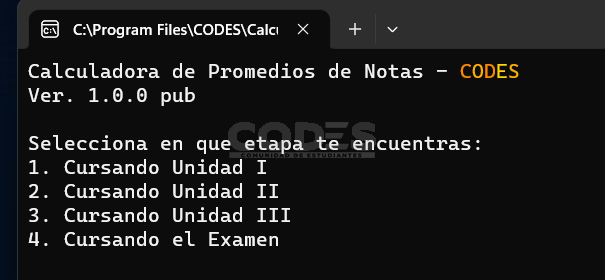 C:\Program Files\CODES\Calcu
Calculadora de Promedios de Notas - CODES
Ver. 1.0.0 pub
Selecciona en que etapa te encuentras:
CODES
COMUNIDAD DE ESTUDIANTES
1. Cursando Unidad I
2. Cursando Unidad II
3. Cursando Unidad III
4. Cursando el Examen